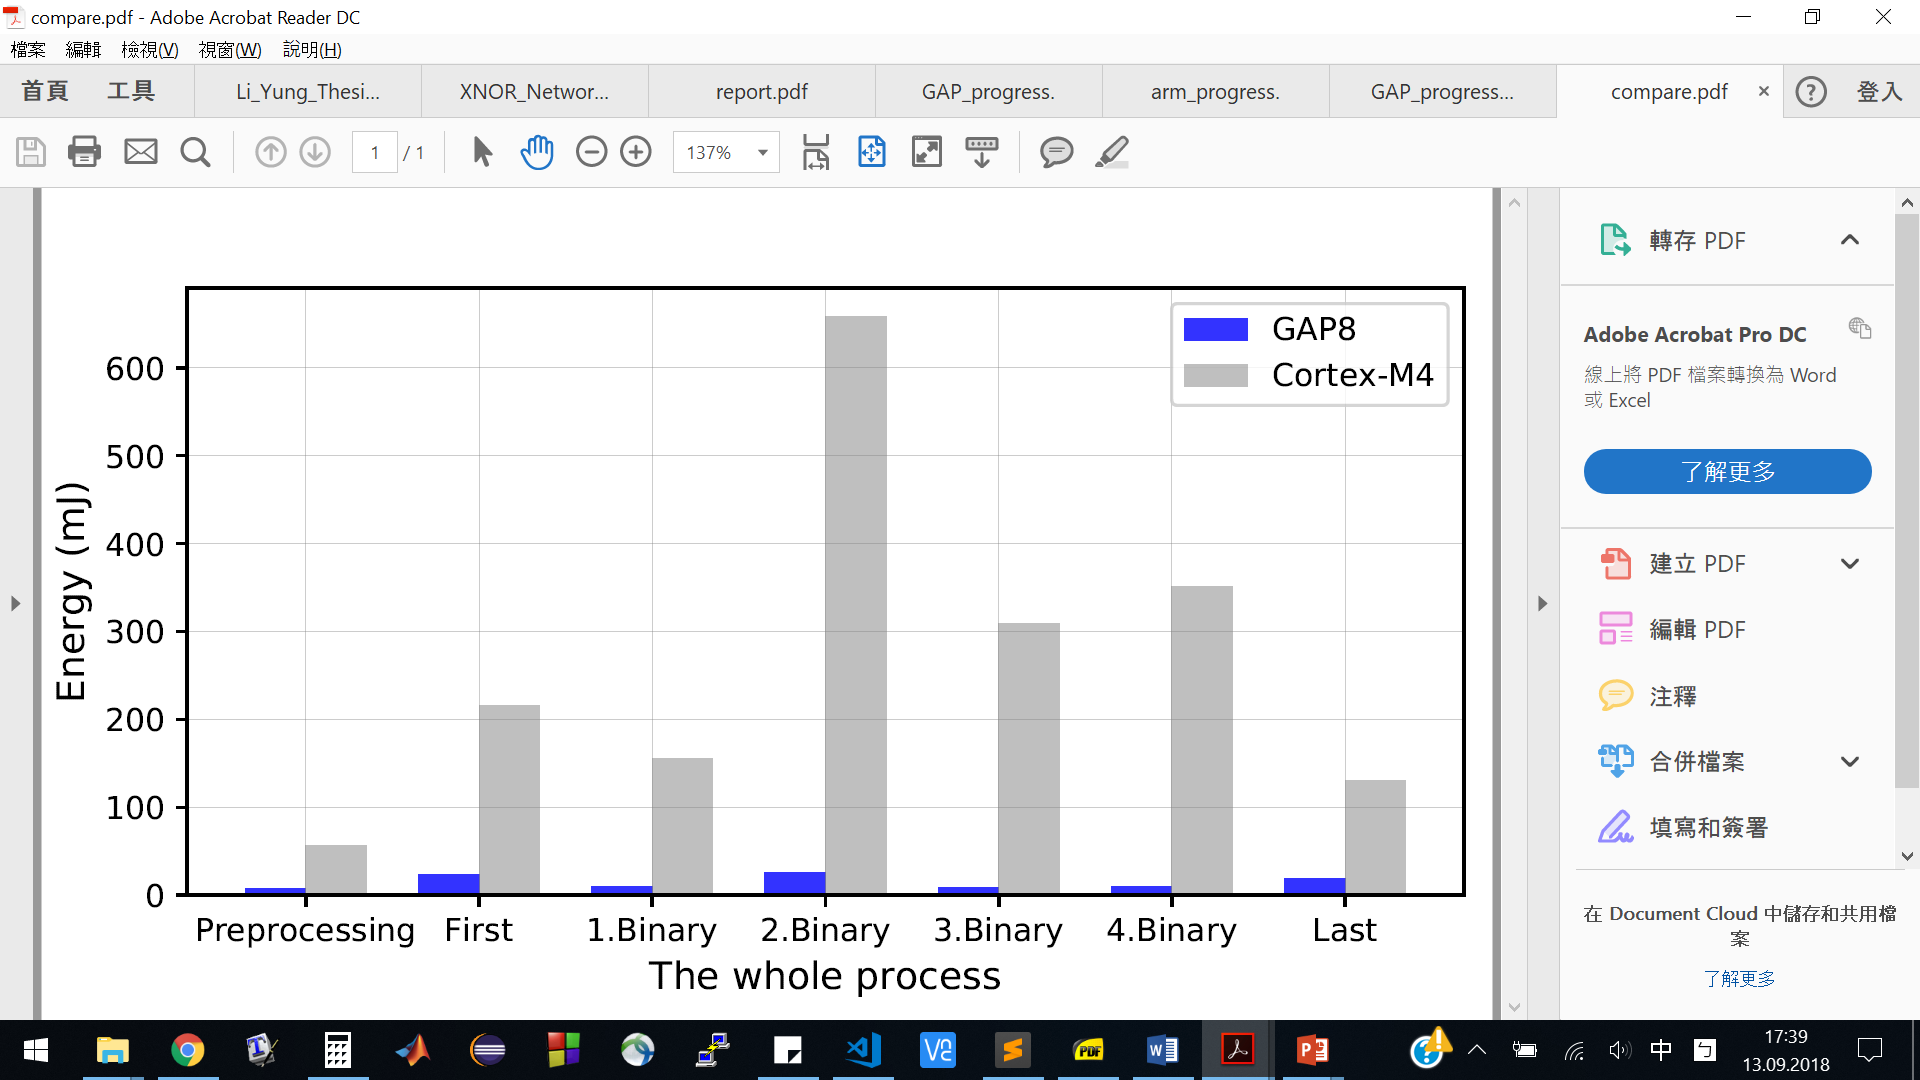 compare.pdf - Adobe Acrobat Reader DC
檔案 編輯 檢視(V) 視窗(W) 說明(H)
首頁 工具 Li_Yung_Thesi... XNOR_Networ... report.pdf GAP_progress. arm_progress. GAP_progress... compare.pdf × ? 登入
1 / 1 137%
轉存 PDF
Adobe Acrobat Pro DC
線上將 PDF 檔案轉換為 Word
或 Excel
了解更多
建立 PDF
編輯 PDF
注釋
合併檔案
填寫和簽署
在 Document Cloud 中儲存和共用檔
案
了解更多
GAP8
Cortex-M4
Energy (mJ)
600
500
400
300
200
100
0
Preprocessing First 1.Binary 2.Binary 3.Binary 4.Binary Last
The whole process
PDF
中 ㄅ
17:39
13.09.2018